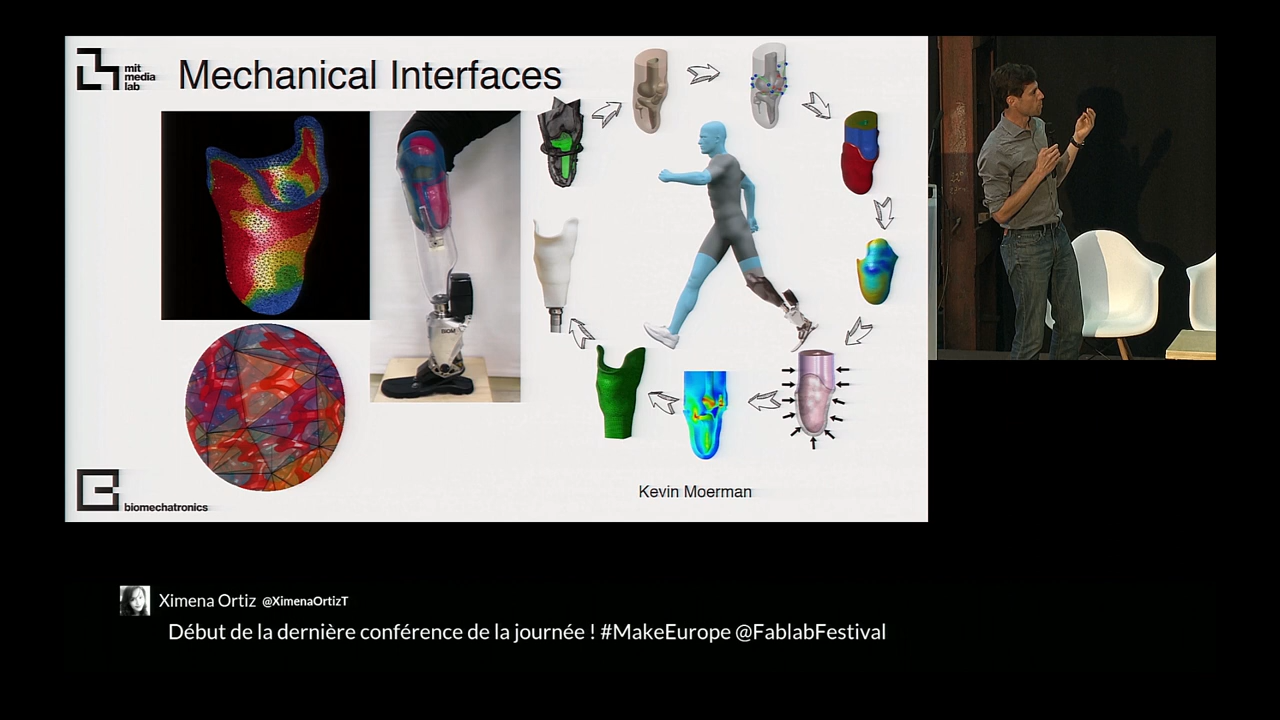 mit
media
lab
Mechanical Interfaces
BIOM
Kevin Moerman
biomechatronics
Ximena Ortiz @XimenaOrtizT
Début de la dernière conférence de la journée ! #MakeEurope @FablabFestival